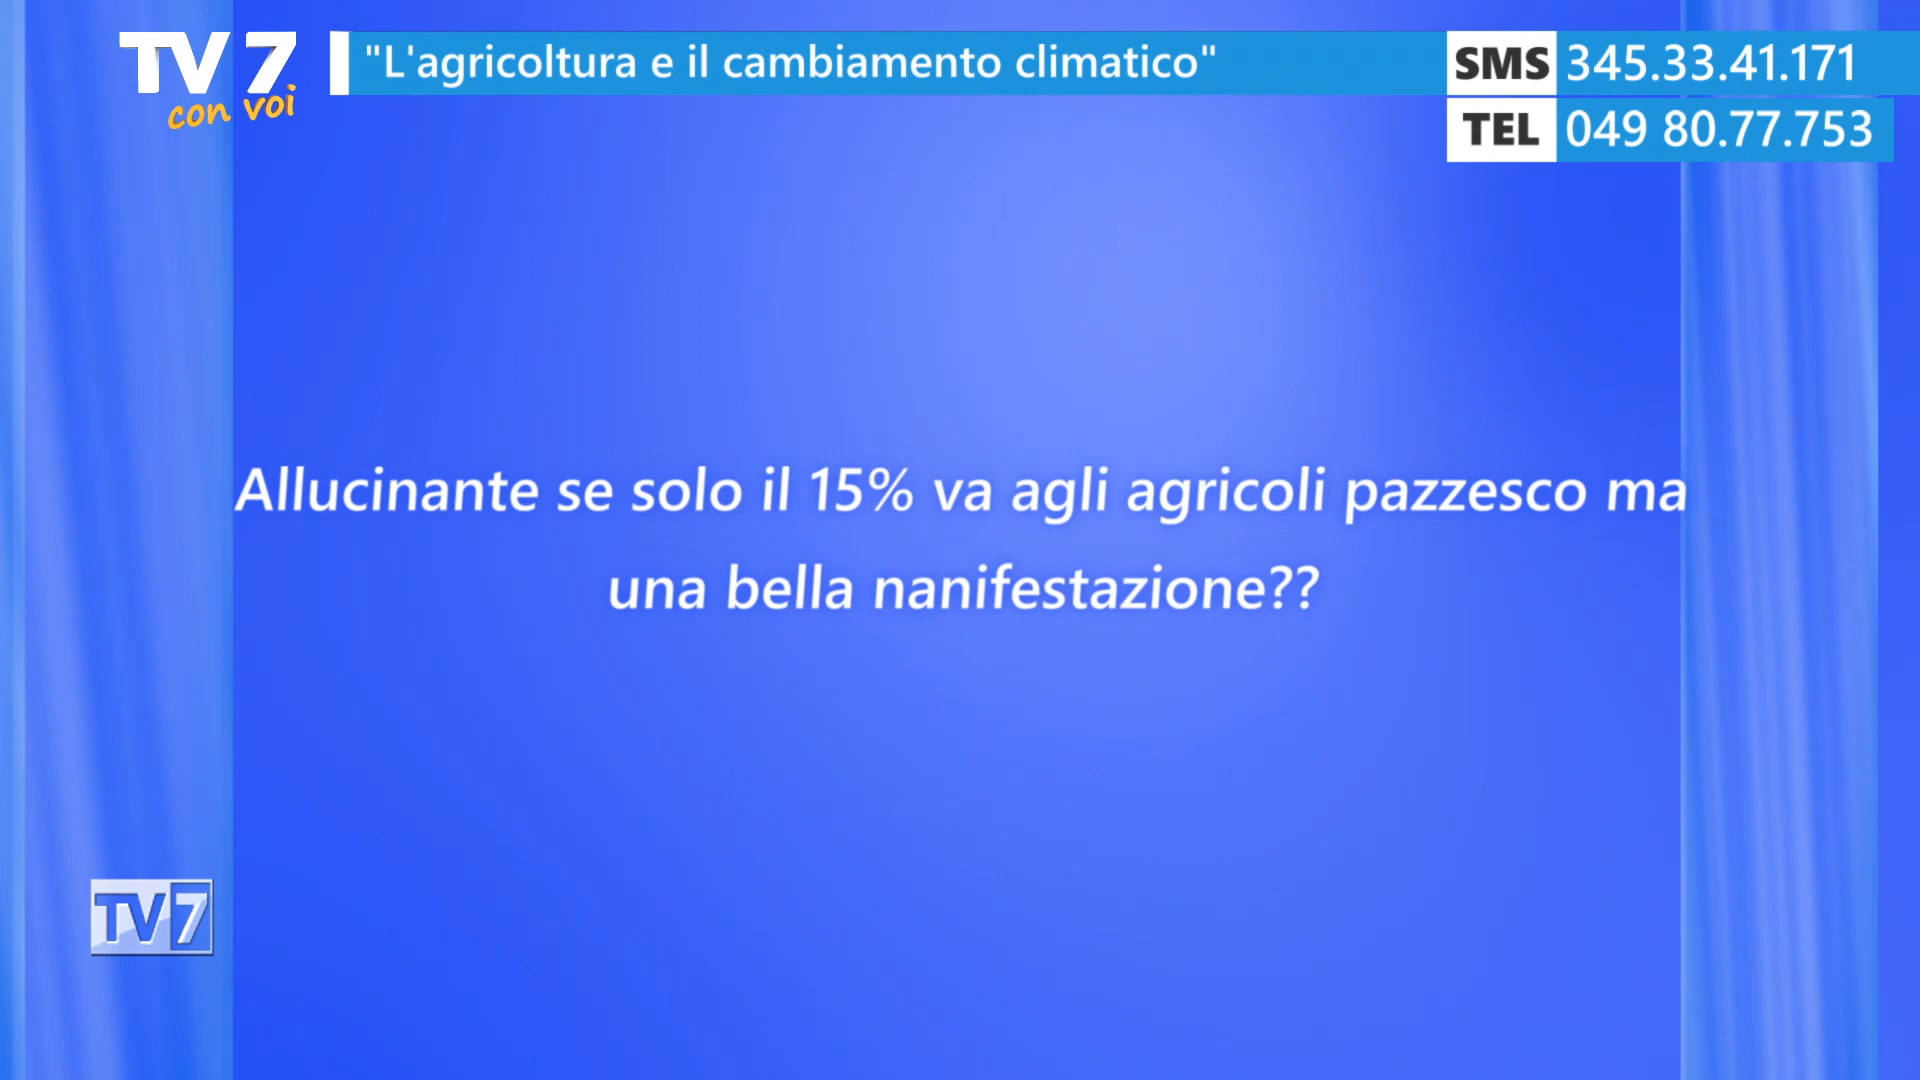 TV 7
con voi
"L'agricoltura e il cambiamento climatico"
SMS 345.33.41.171
TEL 049 80.77.753
Allucinante se solo il 15% va agli agricoli pazzesco ma
una bella nanifestazione??
TV7